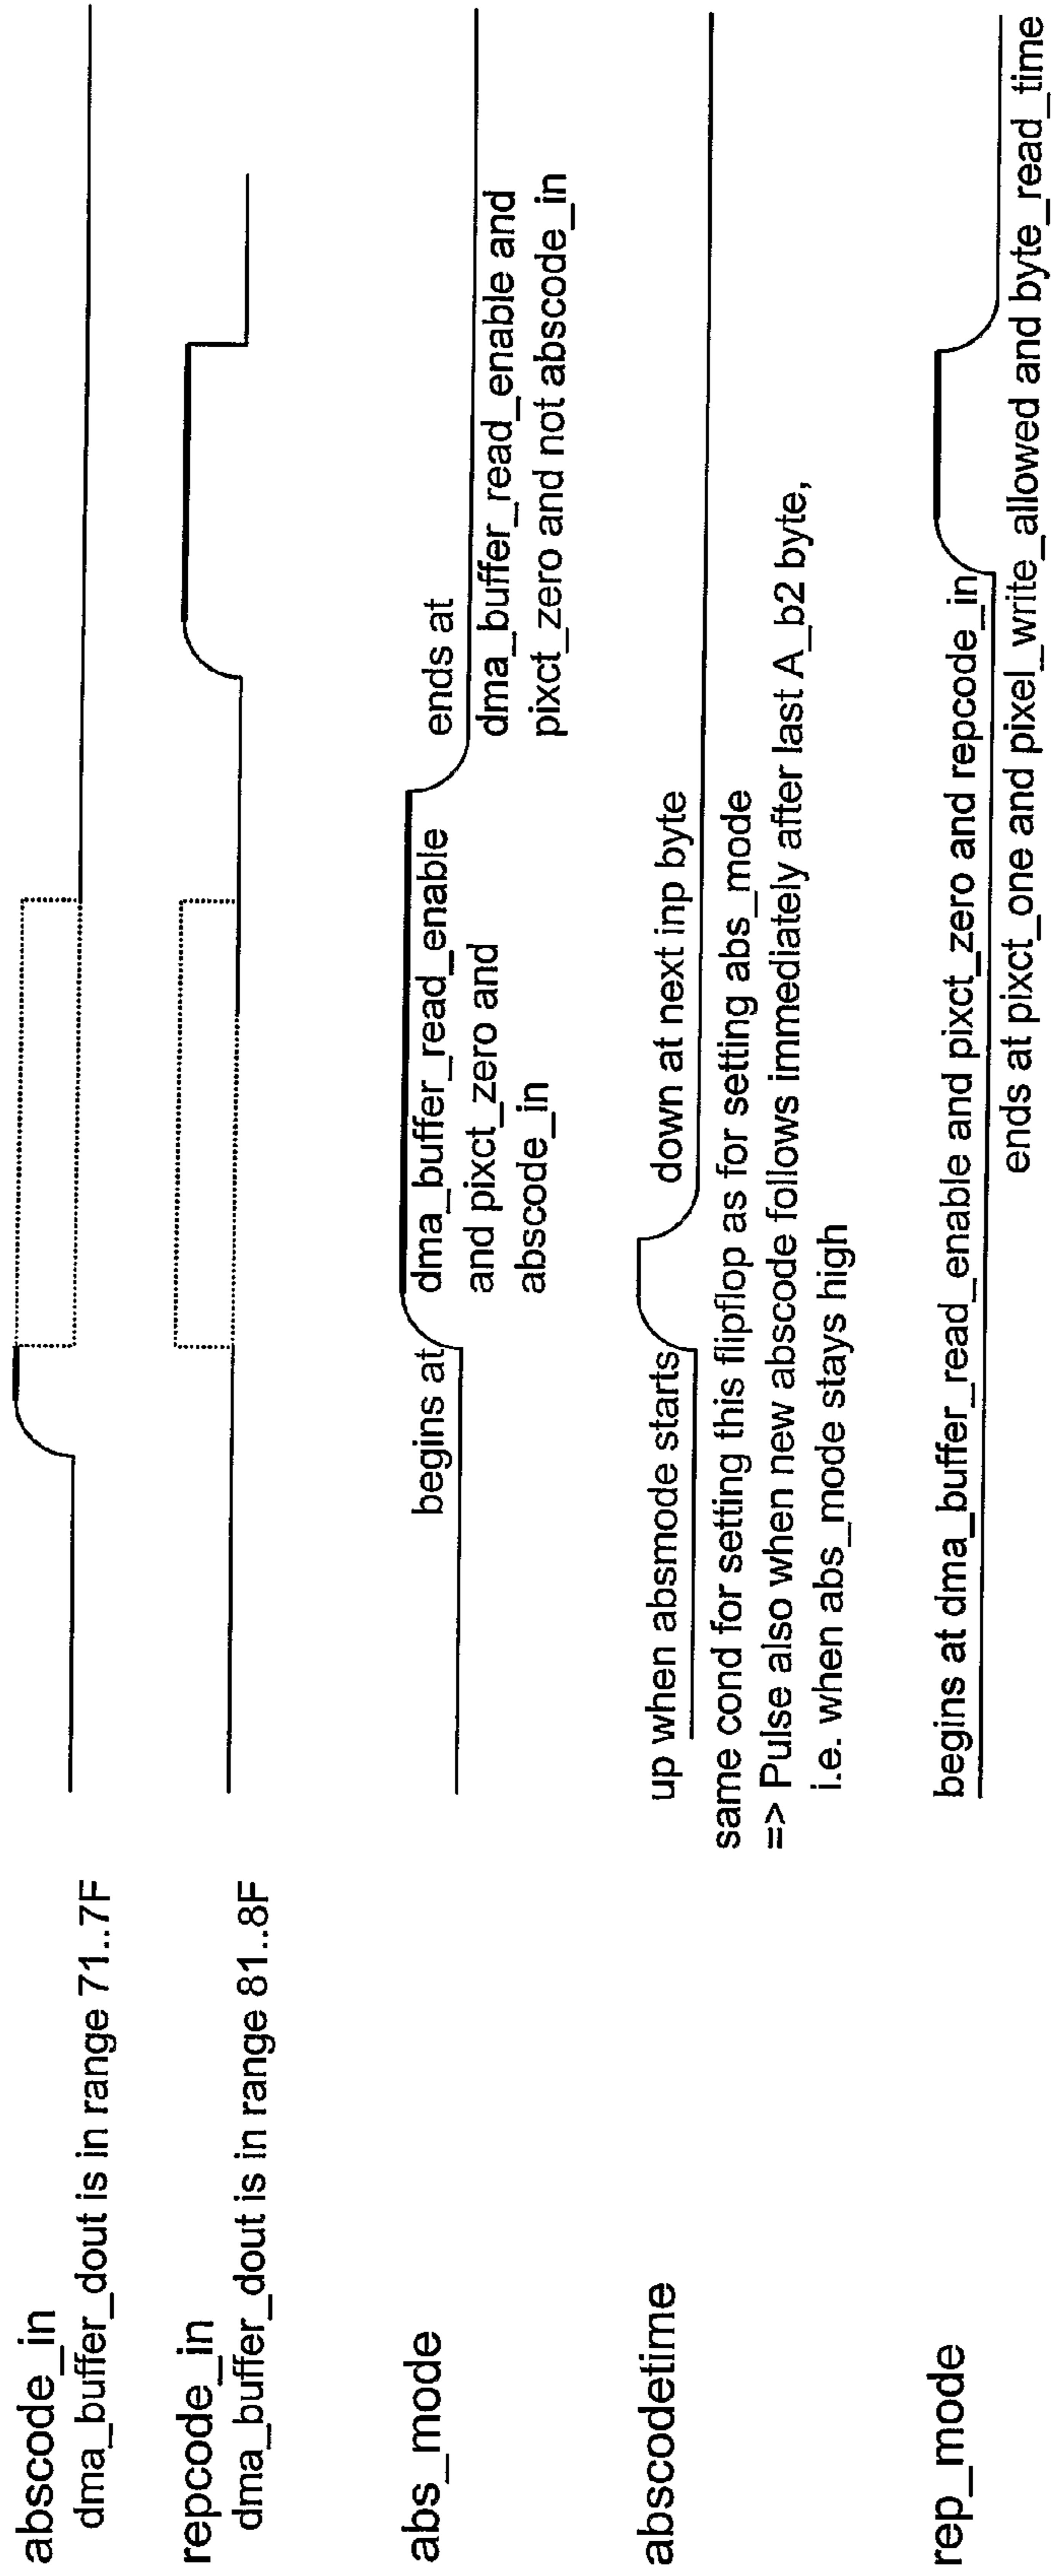 abscode_in
dma_buffer_dout is in range 71..7F
repcode_in
dma_buffer_dout is in range 81..8F
abs_mode
begins at
dma_buffer_read_enable
and pixct_zero and
abscode_in
ends at
dma_buffer_read_enable and
pixct_zero and not abscode_in
abscodetime
up when absmode starts
down at next inp byte
same cond for setting this flipflop as for setting abs_mode
=> Pulse also when new abscode follows immediately after last A_b2 byte,
i.e. when abs_mode stays high
rep_mode
begins at dma_buffer_read_enable and pixct_zero and repcode_in
ends at pixct_one and pixel_write_allowed and byte_read_time